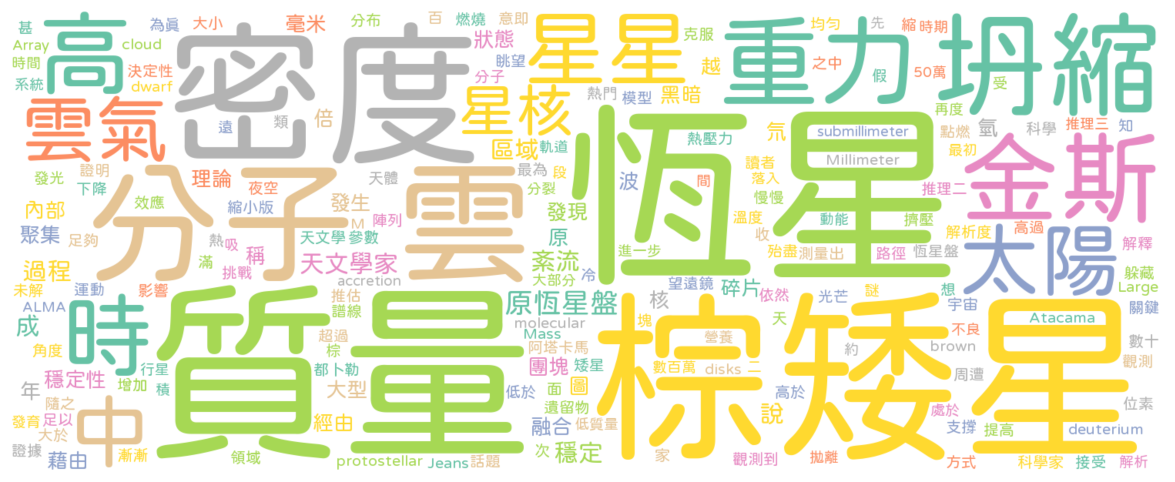 甚 高 大小 毫米 分布 百 燃燒 意即 星星 克服 重力 均勻 先 縮 時期 坍縮
Array cloud 為眞 密度 狀態 眺望 越 之中 假 50萬 受
時間 決定性 分子 熱門 模型 黑暗 再度
系統 dwarf 遠 類 倍 星核 氘 submillimeter 氫 點燃 科學 推理三 知
雲氣 區域 軌道 熱壓力 Millimeter 最初 金斯
證明 理論 夜空 天體 最為 段 波 恆星 讀者 間 落入 推理二
發光 下降 分子雲 分裂 慢慢
效應 縮小版 發生 M 陣列 發現 動能 擠壓 溫度 解析度 高過 解釋
內部 聚集 足夠 熱 吸 稱 天文學 參數 原 紊流 進一步 收 殆盡 測量出 路徑 恆星盤 太陽
過程 滿 挑戰 天文學家 冷 大部分 躲藏
未解 運動 影響 accretion 望遠鏡 碎片 依然 光芒 謎 想 宇宙 Large
ALMA 時 質量 推估 譜線 原恆星盤 核 天 關鍵
成 molecular Mass 塊 棕矮星 營養 約 不良 Atacama 數十
角度 超過 棕 阿塔卡馬 數百萬 disks 二 brown 觀測
穩定性 行星 都卜勒 團塊 矮星 周遭
年 增加 積 大型 低於 面 圖 高於 處於 位素
隨之 中 遺留物 說
發育 足以 經由 融合 低質量 支撐 提高 deuterium
大於 次 穩定
證據 藉由 漸漸 領域 protostellar Jeans 話題 家 觀測到 拋離 方式 科學家 接受 解析